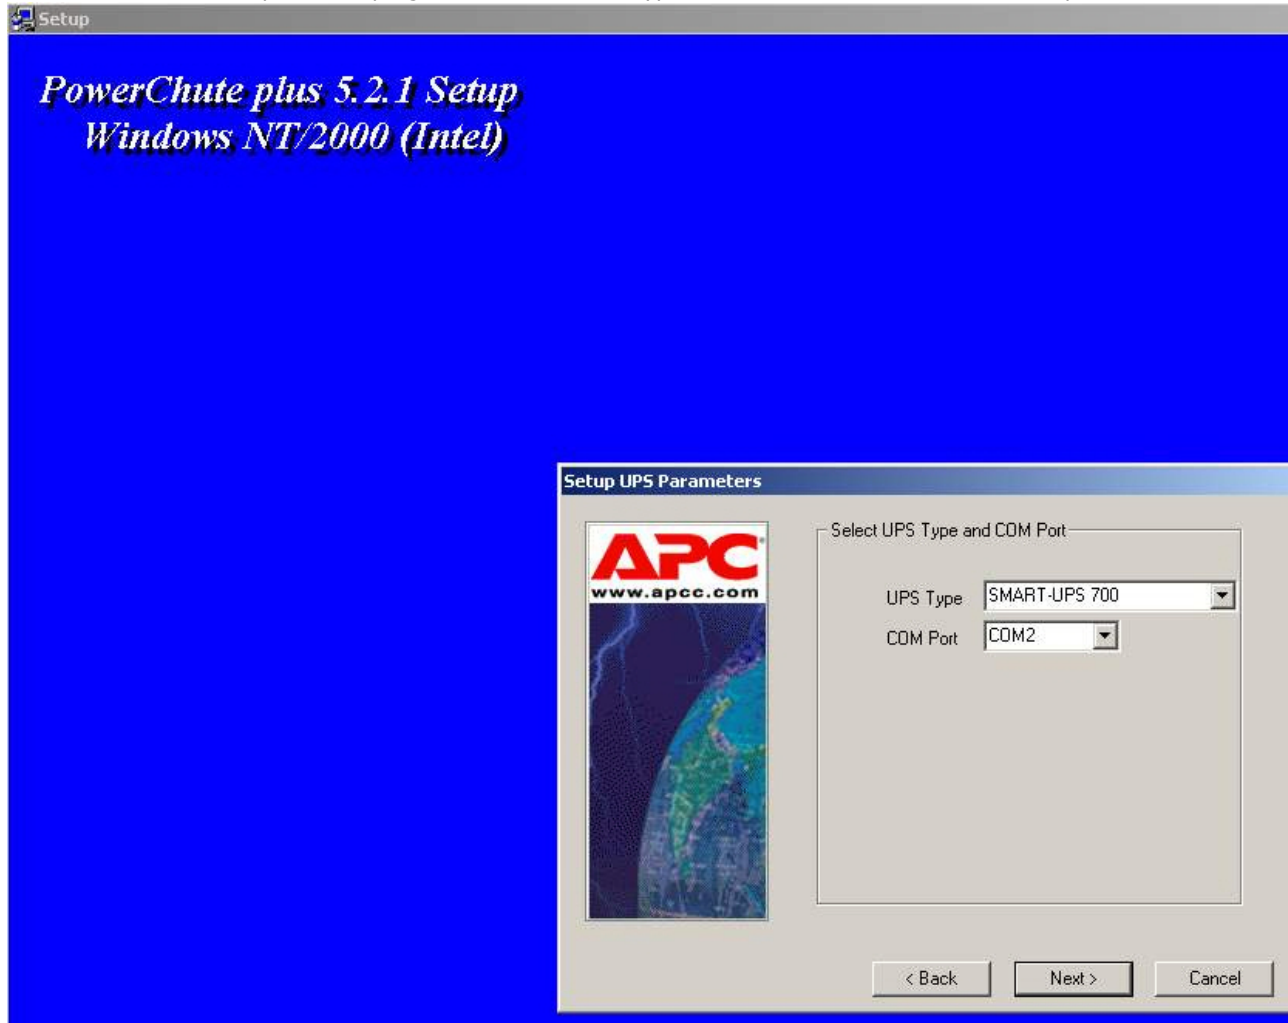 Setup
PowerChute plus 5.2.1 Setup
Windows NT/2000 (Intel)
Setup UPS Parameters
APC
www.apcc.com
Select UPS Type and COM Port
UPS Type SMART-UPS 700
COM Port COM2
< Back Next > Cancel